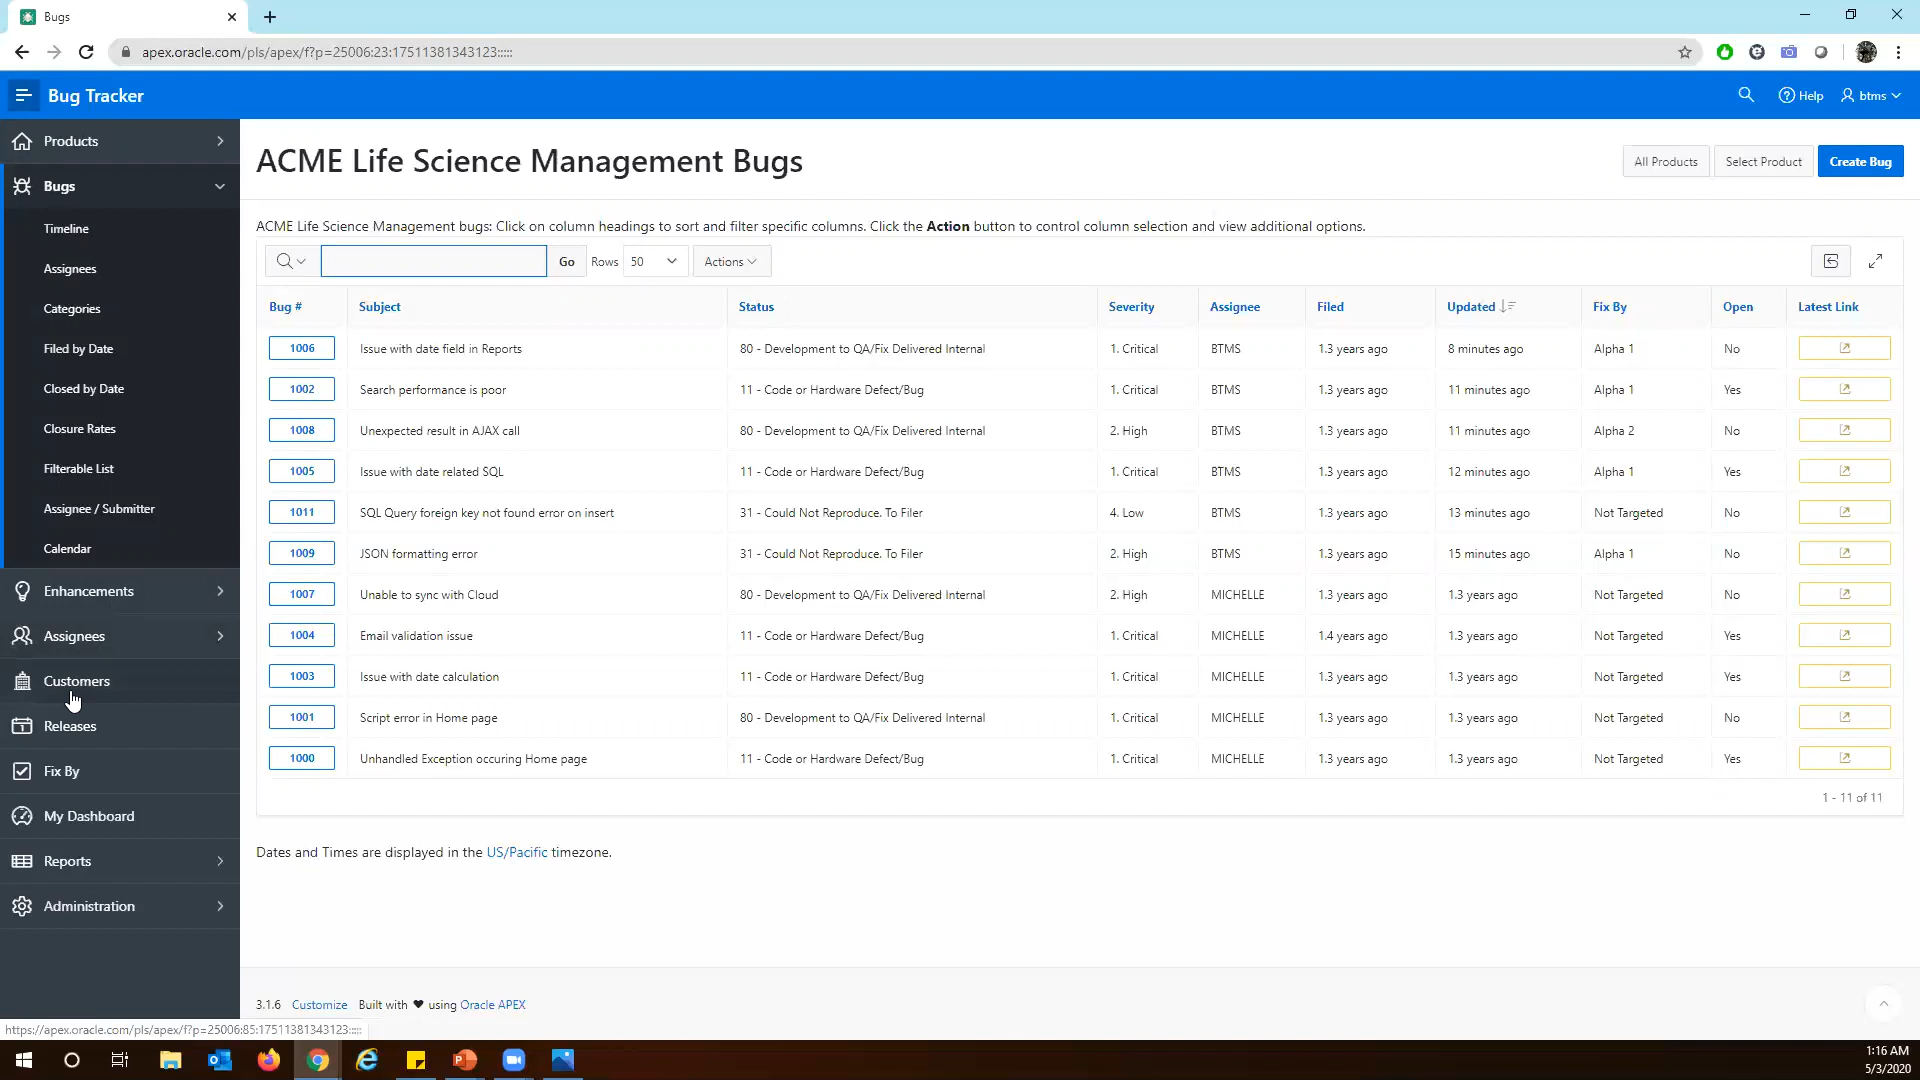 Bugs
apex.oracle.com/pls/apex/f?p=25006:23:17511381343123:::::
Bug Tracker
Help
btms
Products
Bugs
Timeline
Assignees
Categories
Filed by Date
Closed by Date
Closure Rates
Filterable List
Assignee / Submitter
Calendar
Enhancements
Assignees
Customers
Releases
Fix By
My Dashboard
Reports
Administration
ACME Life Science Management Bugs
All Products
Select Product
Create Bug
ACME Life Science Management bugs: Click on column headings to sort and filter specific columns. Click the Action button to control column selection and view additional options.
Go Rows 50 Actions
Bug # Subject Status Severity Assignee Filed Updated Fix By Open Latest Link
1006 Issue with date field in Reports 80 - Development to QA/Fix Delivered Internal 1. Critical BTMS 1.3 years ago 8 minutes ago Alpha 1 No
1002 Search performance is poor 11 - Code or Hardware Defect/Bug 1. Critical BTMS 1.3 years ago 11 minutes ago Alpha 1 Yes
1008 Unexpected result in AJAX call 80 - Development to QA/Fix Delivered Internal 2. High BTMS 1.3 years ago 11 minutes ago Alpha 2 No
1005 Issue with date related SQL 11 - Code or Hardware Defect/Bug 1. Critical BTMS 1.3 years ago 12 minutes ago Alpha 1 Yes
1011 SQL Query foreign key not found error on insert 31 - Could Not Reproduce. To Filer 4. Low BTMS 1.3 years ago 13 minutes ago Not Targeted No
1009 JSON formatting error 31 - Could Not Reproduce. To Filer 2. High BTMS 1.3 years ago 15 minutes ago Alpha 1 No
1007 Unable to sync with Cloud 80 - Development to QA/Fix Delivered Internal 2. High MICHELLE 1.3 years ago 1.3 years ago Not Targeted No
1004 Email validation issue 11 - Code or Hardware Defect/Bug 1. Critical MICHELLE 1.4 years ago 1.3 years ago Not Targeted Yes
1003 Issue with date calculation 11 - Code or Hardware Defect/Bug 1. Critical MICHELLE 1.3 years ago 1.3 years ago Not Targeted Yes
1001 Script error in Home page 80 - Development to QA/Fix Delivered Internal 1. Critical MICHELLE 1.3 years ago 1.3 years ago Not Targeted No
1000 Unhandled Exception occuring Home page 11 - Code or Hardware Defect/Bug 1. Critical MICHELLE 1.3 years ago 1.3 years ago Not Targeted Yes
1 - 11 of 11
Dates and Times are displayed in the US/Pacific timezone.
3.1.6 Customize Built with ♥ using Oracle APEX
https://apex.oracle.com/pls/apex/f?p=25006:85:17511381343123:::::
1:16 AM
5/3/2020